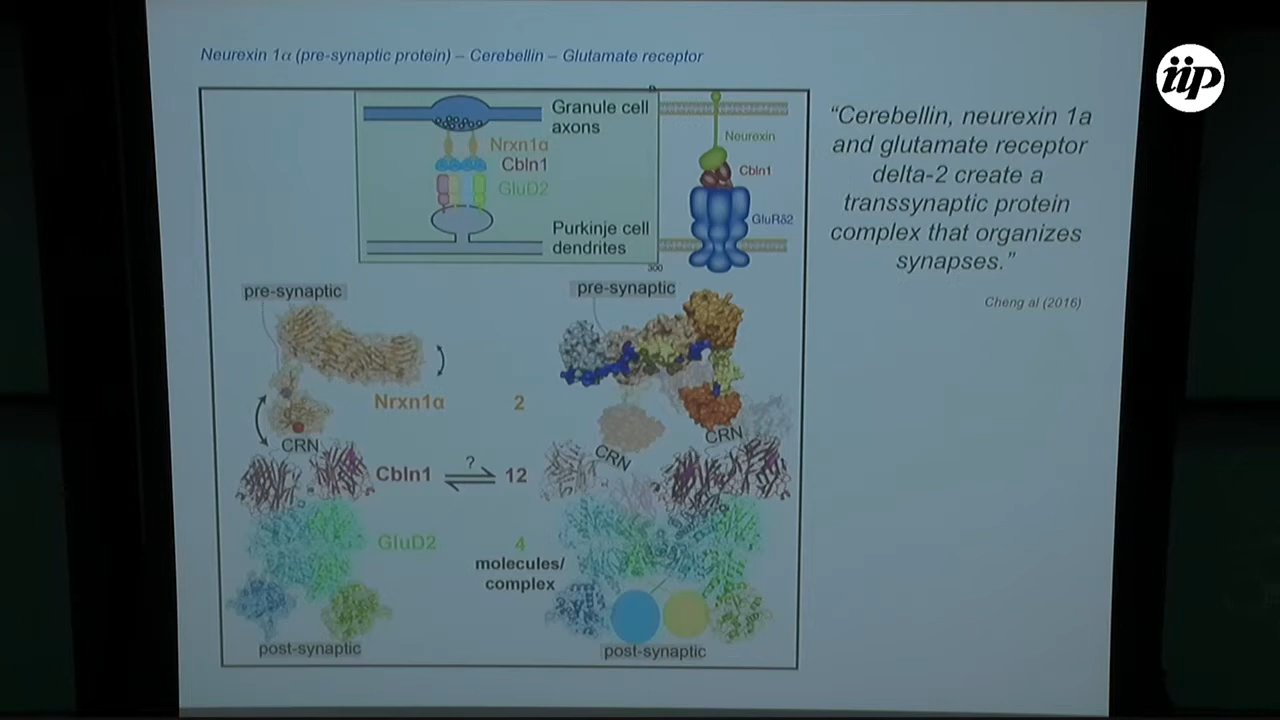 Neurexin 1α (pre-synaptic protein) – Cerebellin – Glutamate receptor
iip
Granule cell
axons
Nrxn1α
Cbln1
GluD2
Purkinje cell
dendrites
Neurexin
Cbln1
GluRδ2
300
"Cerebellin, neurexin 1a
and glutamate receptor
delta-2 create a
transsynaptic protein
complex that organizes
synapses."
Cheng al (2016)
pre-synaptic
pre-synaptic
Nrxn1α
2
CRN
CRN
CRN
Cbln1
?
12
GluD2
4
molecules/
complex
post-synaptic
post-synaptic